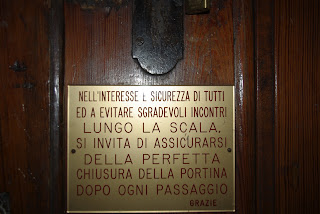 NELL'INTERESSE E SICUREZZA DI TUTTI
ED A EVITARE SGRADEVOLI INCONTRI
LUNGO LA SCALA,
SI INVITA DI ASSICURARSI
DELLA PERFETTA
CHIUSURA DELLA PORTINA
DOPO OGNI PASSAGGIO
GRAZIE